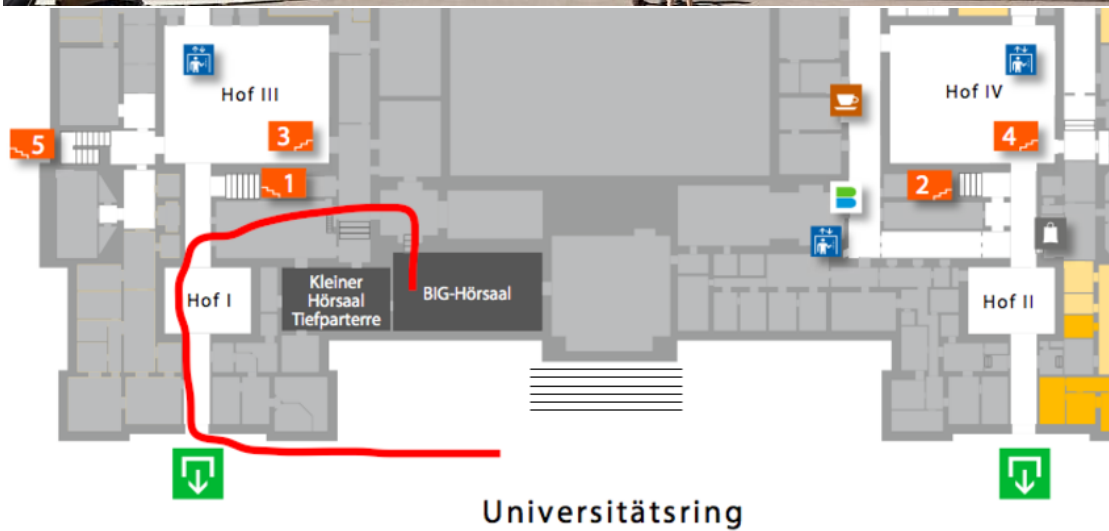 Hof III
Hof IV
5
3
4
1
2
Hof I
Kleiner
Hörsaal
Tiefparterre
BIG-Hörsaal
Hof II
Universitätsring